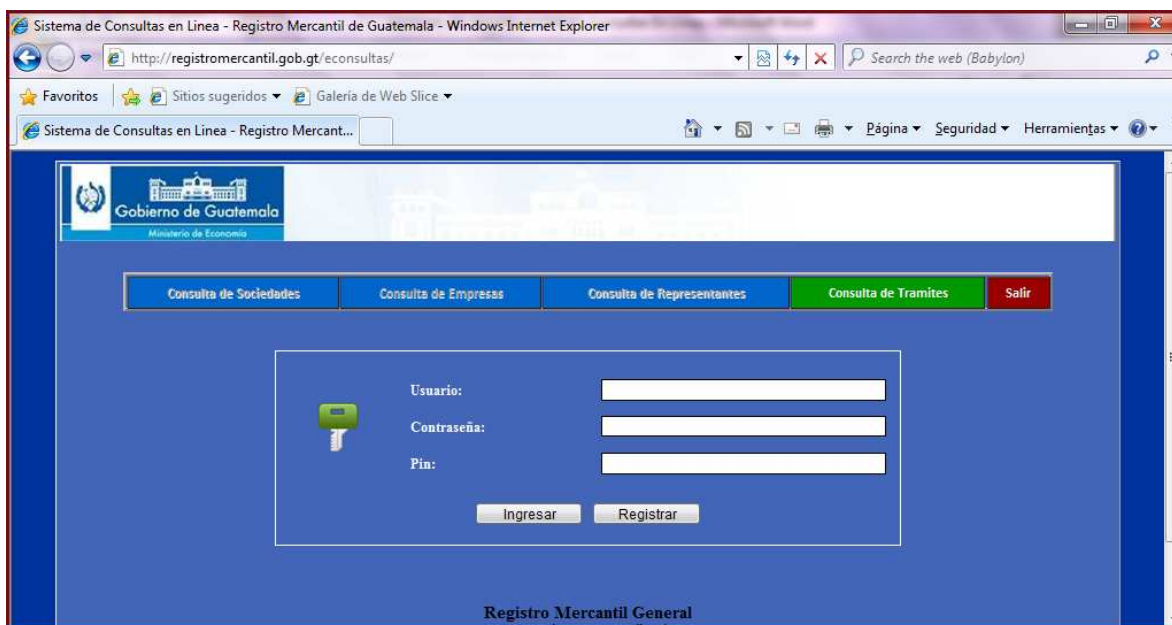 Sistema de Consultas en Linea - Registro Mercantil de Guatemala - Windows Internet Explorer
http://registromercantil.gob.gt/econsultas/
Search the web (Babylon)
Favoritos Sitios sugeridos Galería de Web Slice
Sistema de Consultas en Linea - Registro Mercant... Página Seguridad Herramientas
Gobierno de Guatemala
Ministerio de Economía
Consulta de Sociedades Consulta de Empresas Consulta de Representantes Consulta de Tramites Salir
Usuario:
Contraseña:
Pin:
Ingresar Registrar
Registro Mercantil General